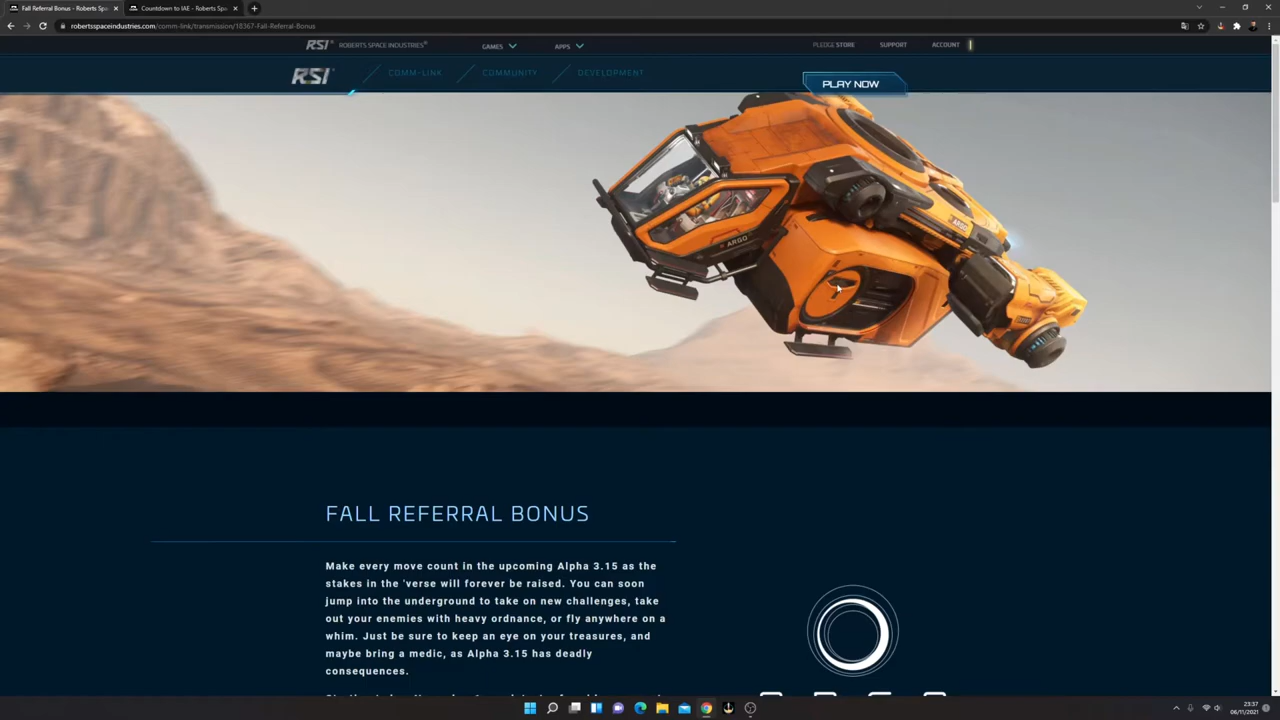 Fall Referral Bonus - Roberts Spa
Countdown to IAE - Roberts Sp
robertsspaceindustries.com/comm-link/transmission/18367-Fall-Referral-Bonus
RSI ROBERTS SPACE INDUSTRIES® GAMES APPS PLEDGE STORE SUPPORT ACCOUNT
RSI COMM-LINK COMMUNITY DEVELOPMENT PLAY NOW
ARGO
ARGO
FALL REFERRAL BONUS
Make every move count in the upcoming Alpha 3.15 as the
stakes in the 'verse will forever be raised. You can soon
jump into the underground to take on new challenges, take
out your enemies with heavy ordnance, or fly anywhere on a
whim. Just be sure to keep an eye on your treasures, and
maybe bring a medic, as Alpha 3.15 has deadly
consequences.
23:37
06/11/2021